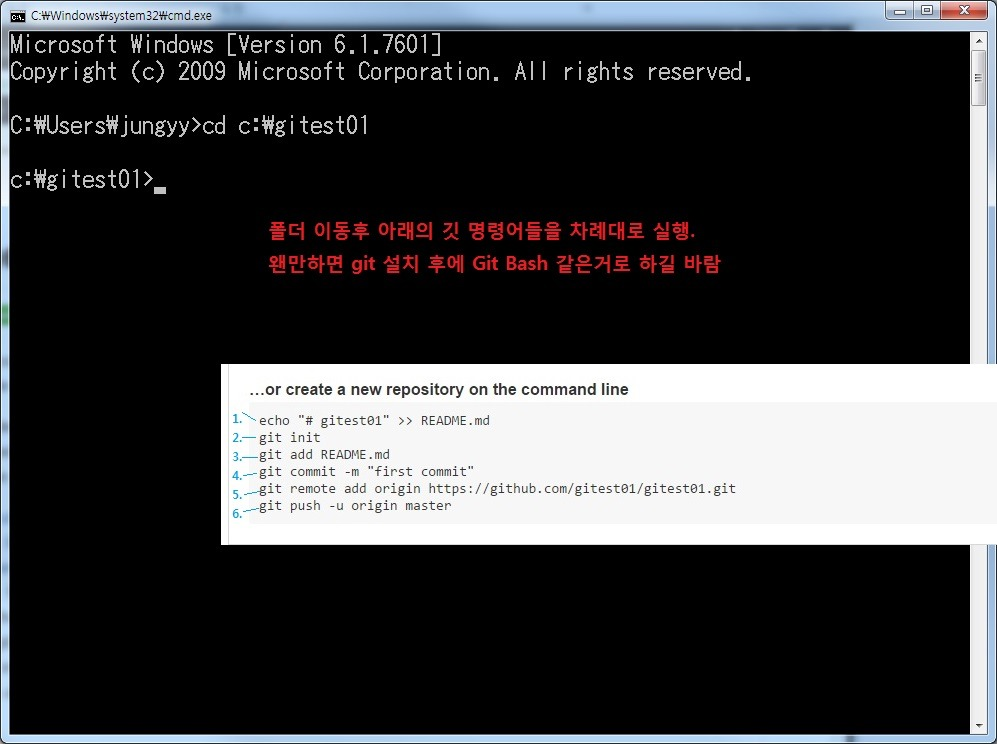 C:₩Windows₩system32₩cmd.exe
Microsoft Windows [Version 6.1.7601]
Copyright (c) 2009 Microsoft Corporation. All rights reserved.
C:₩Users₩jungyy>cd c:₩gitest01
c:₩gitest01>
폴더 이동후 아래의 깃 명령어들을 차례대로 실행.
왠만하면 git 설치 후에 Git Bash 같은거로 하길 바람
…or create a new repository on the command line
1. echo "# gitest01" >> README.md
2. git init
3. git add README.md
4. git commit -m "first commit"
5. git remote add origin https://github.com/gitest01/gitest01.git
6. git push -u origin master